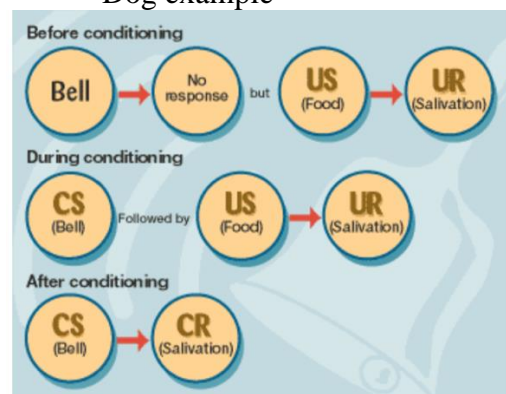 Dog example
Before conditioning
Bell
No
response
but
US
(Food)
UR
(Salivation)
During conditioning
CS
(Bell)
Followed by
US
(Food)
UR
(Salivation)
After conditioning
CS
(Bell)
CR
(Salivation)